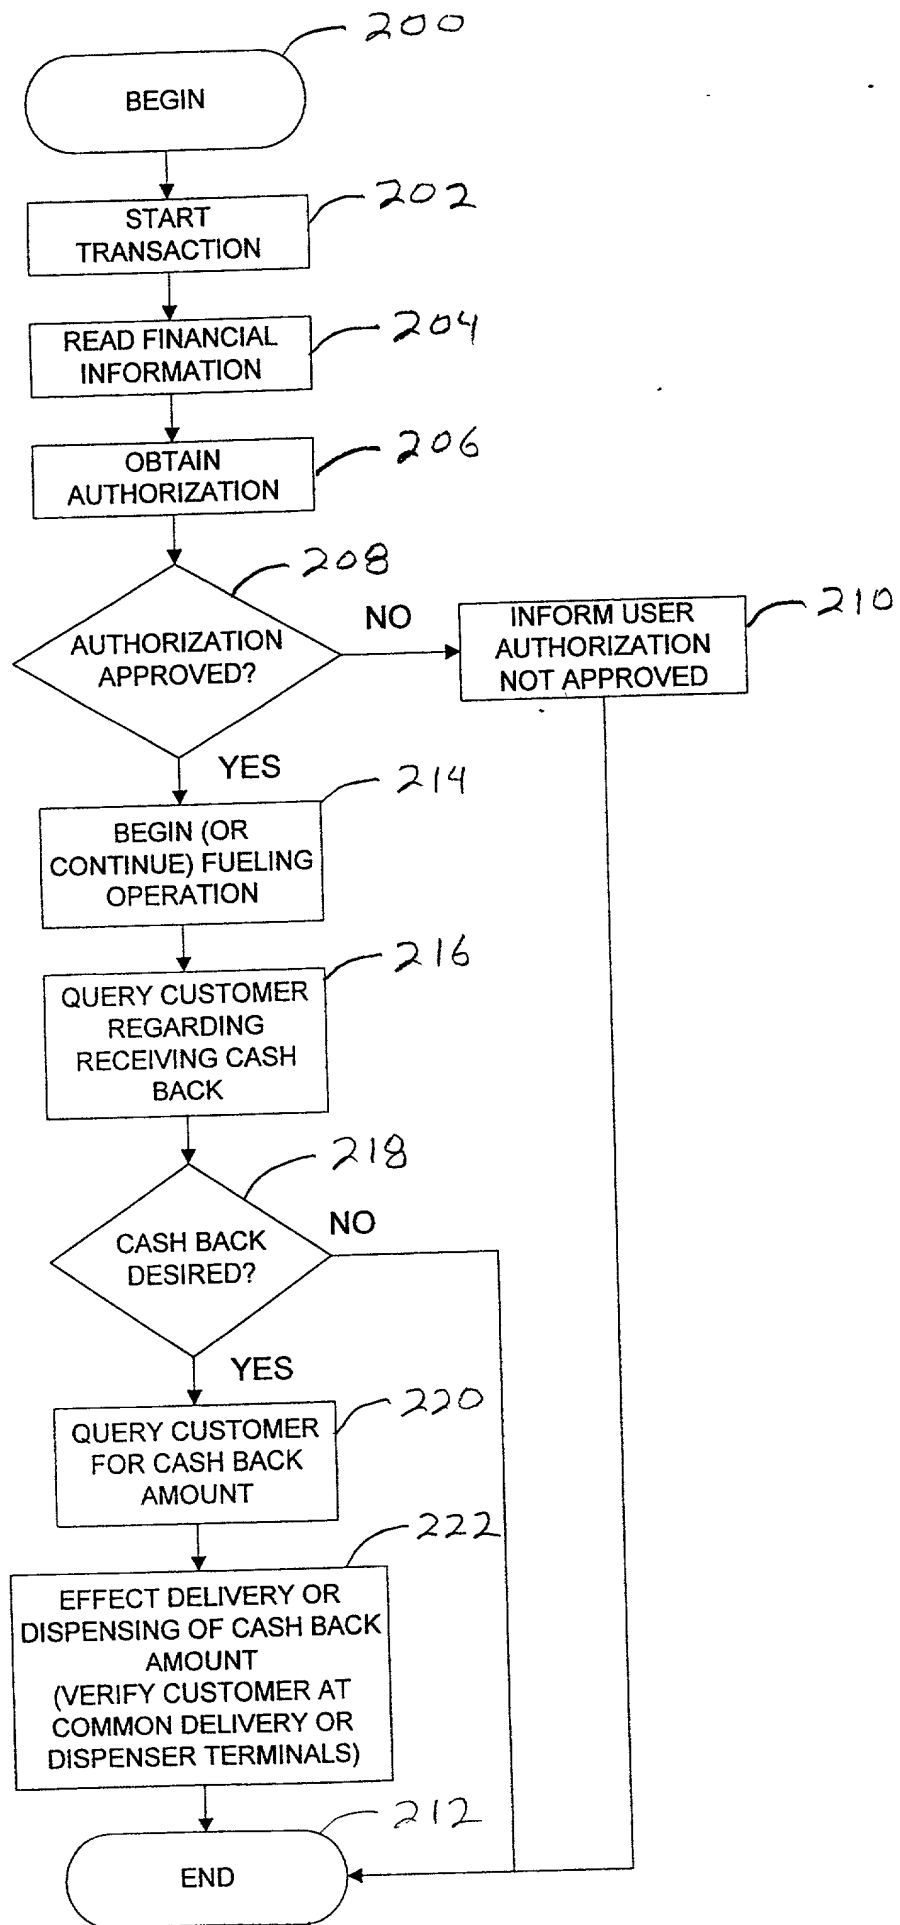 200
BEGIN
202
START
TRANSACTION
204
READ FINANCIAL
INFORMATION
206
OBTAIN
AUTHORIZATION
208
AUTHORIZATION
APPROVED?
NO
210
INFORM USER
AUTHORIZATION
NOT APPROVED
YES
214
BEGIN (OR
CONTINUE) FUELING
OPERATION
216
QUERY CUSTOMER
REGARDING
RECEIVING CASH
BACK
218
CASH BACK
DESIRED?
NO
YES
220
QUERY CUSTOMER
FOR CASH BACK
AMOUNT
222
EFFECT DELIVERY OR
DISPENSING OF CASH BACK
AMOUNT
(VERIFY CUSTOMER AT
COMMON DELIVERY OR
DISPENSER TERMINALS)
212
END